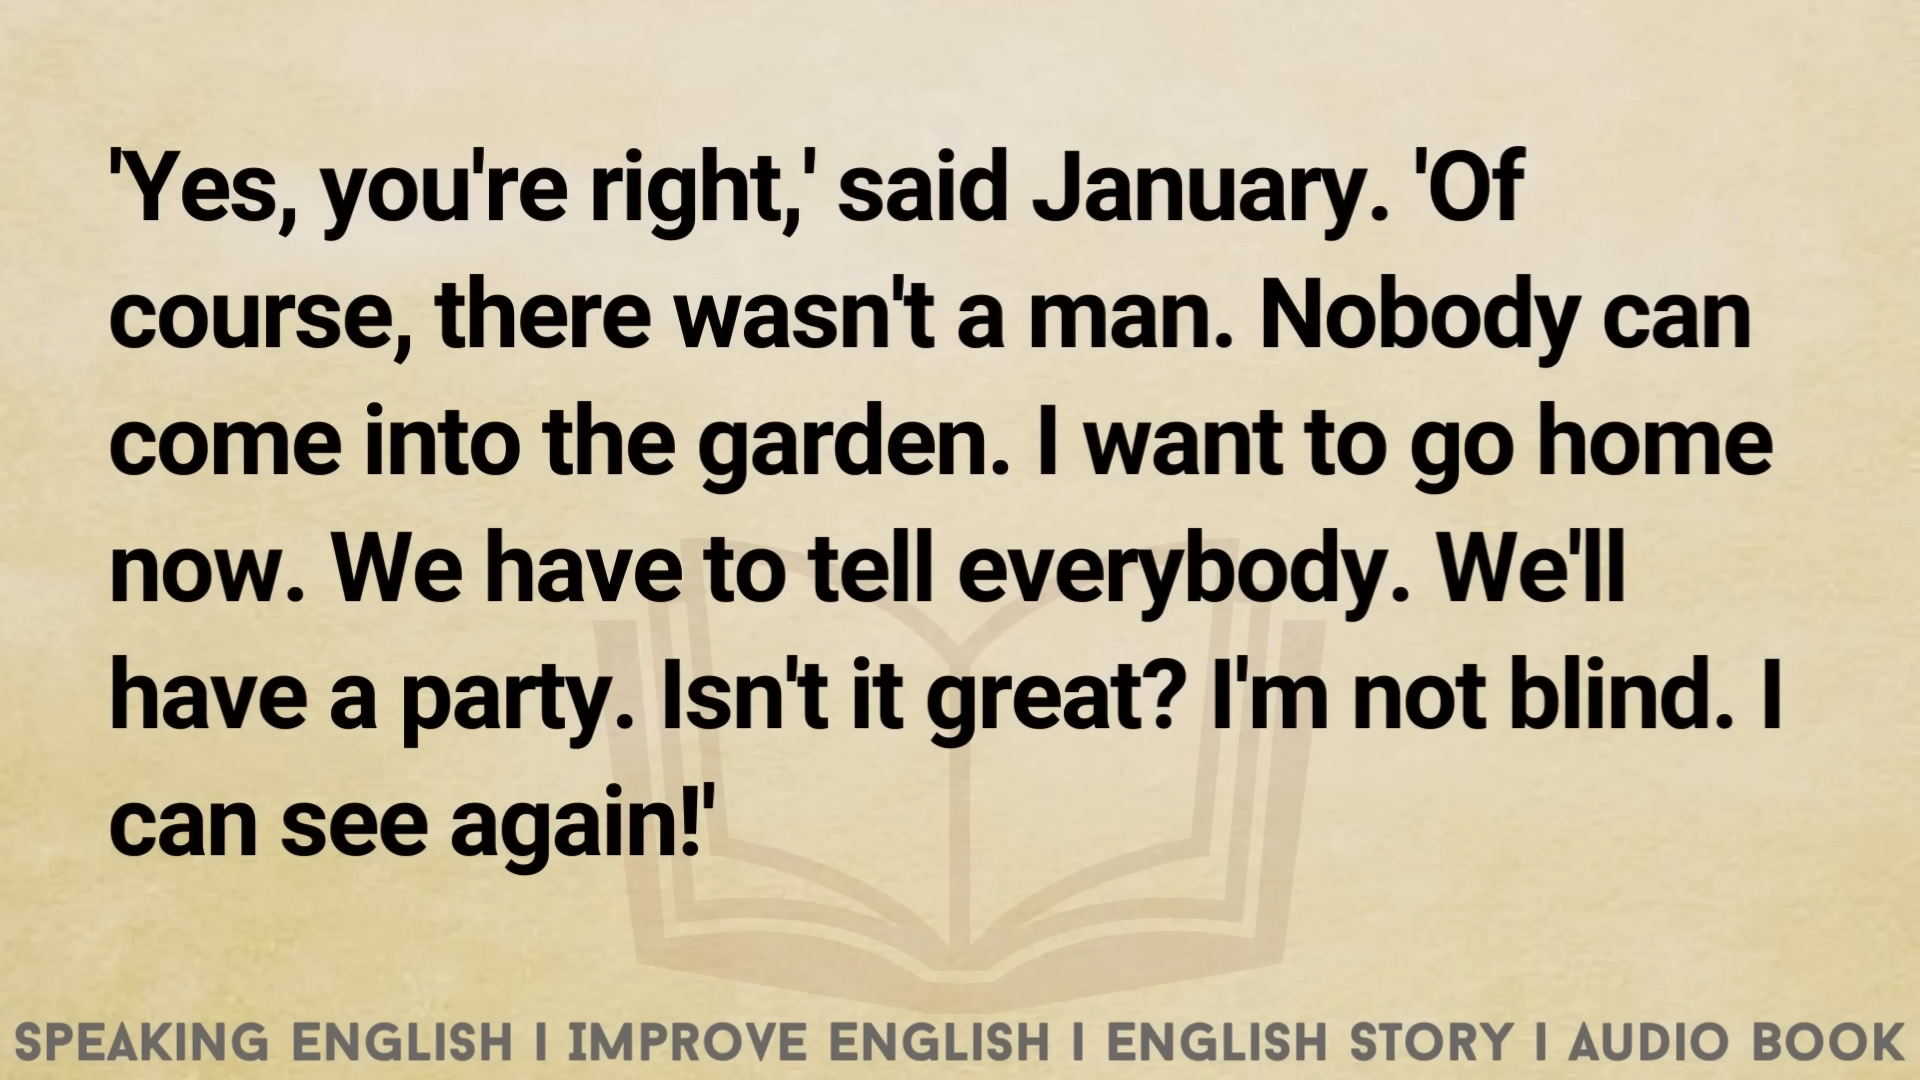 'Yes, you're right,' said January. 'Of
course, there wasn't a man. Nobody can
come into the garden. I want to go home
now. We have to tell everybody. We'll
have a party. Isn't it great? I'm not blind. I
can see again!'
SPEAKING ENGLISH I IMPROVE ENGLISH I ENGLISH STORY I AUDIO BOOK